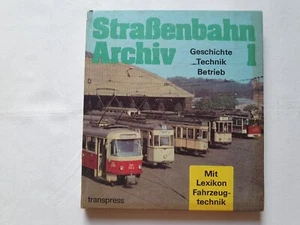 Straßenbahn
Archiv 1
Geschichte
Technik
Betrieb
Mit
Lexikon
Fahrzeug-
technik
transpress